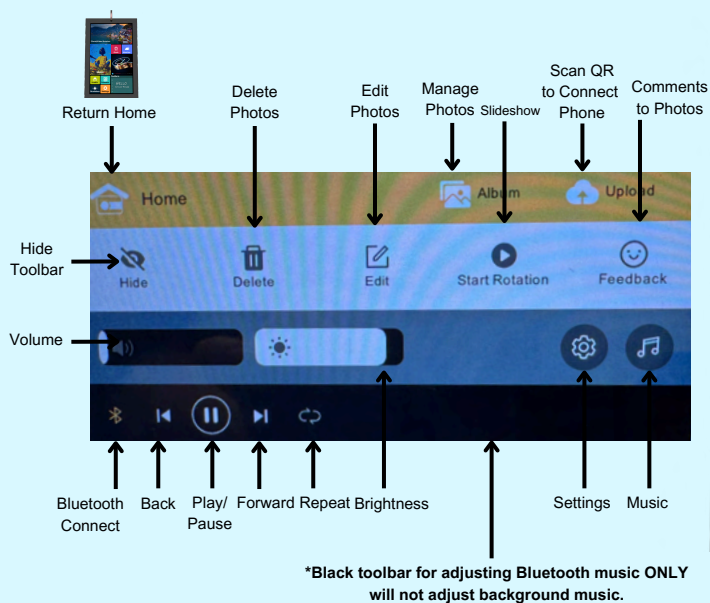 Return Home
Delete
Photos
Edit
Photos
Manage
Photos
Slideshow
Scan QR
to Connect
Phone
Comments
to Photos
Home
Album
Upload
Hide
Toolbar
Hide
Delete
Edit
Start Rotation
Feedback
Volume
Bluetooth
Connect
Back
Play/
Pause
Forward
Repeat
Brightness
Settings
Music
*Black toolbar for adjusting Bluetooth music ONLY
will not adjust background music.